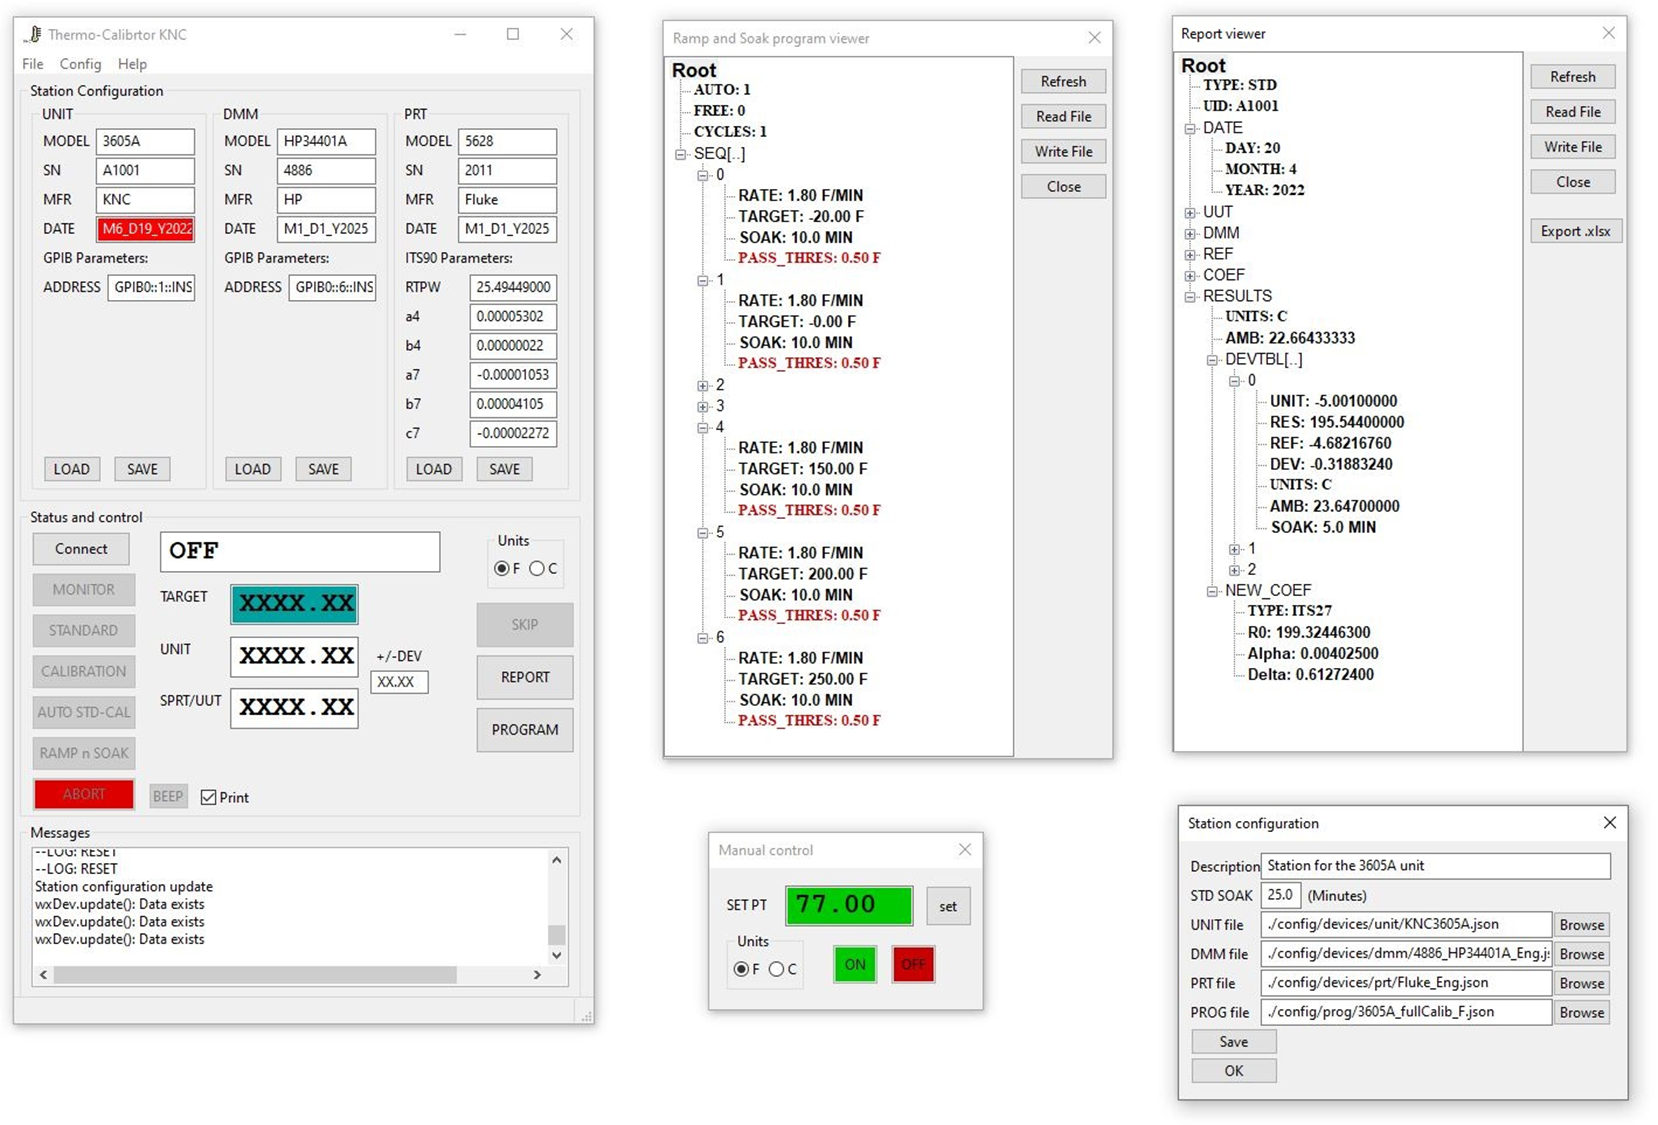 Thermo-Calibrtor KNC
File Config Help
Station Configuration
UNIT
MODEL 3605A
SN A1001
MFR KNC
DATE M6_D19_Y2022
GPIB Parameters:
ADDRESS GPIB0::1::INS
LOAD SAVE
DMM
MODEL HP34401A
SN 4886
MFR HP
DATE M1_D1_Y2025
GPIB Parameters:
ADDRESS GPIB0::6::INS
LOAD SAVE
PRT
MODEL 5628
SN 2011
MFR Fluke
DATE M1_D1_Y2025
ITS90 Parameters:
RTPW 25.49449000
a4 0.00005302
b4 0.00000022
a7 -0.00001053
b7 0.00004105
c7 -0.00002272
LOAD SAVE
Status and control
Connect OFF
Units
F C
MONITOR
STANDARD
CALIBRATION
AUTO STD-CAL
RAMP n SOAK
ABORT BEEP Print
TARGET XXXX.XX
UNIT XXXX.XX
+/-DEV
XX.XX
SPRT/UUT XXXX.XX
SKIP
REPORT
PROGRAM
Messages
--LOG: RESET
--LOG: RESET
Station configuration update
wxDev.update(): Data exists
wxDev.update(): Data exists
wxDev.update(): Data exists
Ramp and Soak program viewer
Root
AUTO: 1
FREE: 0
CYCLES: 1
SEQ[..]
0
RATE: 1.80 F/MIN
TARGET: -20.00 F
SOAK: 10.0 MIN
PASS_THRES: 0.50 F
1
RATE: 1.80 F/MIN
TARGET: -0.00 F
SOAK: 10.0 MIN
PASS_THRES: 0.50 F
2
3
4
RATE: 1.80 F/MIN
TARGET: 150.00 F
SOAK: 10.0 MIN
PASS_THRES: 0.50 F
5
RATE: 1.80 F/MIN
TARGET: 200.00 F
SOAK: 10.0 MIN
PASS_THRES: 0.50 F
6
RATE: 1.80 F/MIN
TARGET: 250.00 F
SOAK: 10.0 MIN
PASS_THRES: 0.50 F
Refresh
Read File
Write File
Close
Manual control
SET PT 77.00 set
Units
F C
ON OFF
Report viewer
Root
TYPE: STD
UID: A1001
DATE
DAY: 20
MONTH: 4
YEAR: 2022
UUT
DMM
REF
COEF
RESULTS
UNITS: C
AMB: 22.66433333
DEVTBL[..]
0
UNIT: -5.00100000
RES: 195.54400000
REF: -4.68216760
DEV: -0.31883240
UNITS: C
AMB: 23.64700000
SOAK: 5.0 MIN
1
2
NEW_COEF
TYPE: ITS27
R0: 199.32446300
Alpha: 0.00402500
Delta: 0.61272400
Refresh
Read File
Write File
Close
Export .xlsx
Station configuration
Description Station for the 3605A unit
STD SOAK 25.0 (Minutes)
UNIT file ./config/devices/unit/KNC3605A.json Browse
DMM file ./config/devices/dmm/4886_HP34401A_Eng.js Browse
PRT file ./config/devices/prt/Fluke_Eng.json Browse
PROG file ./config/prog/3605A_fullCalib_F.json Browse
Save
OK